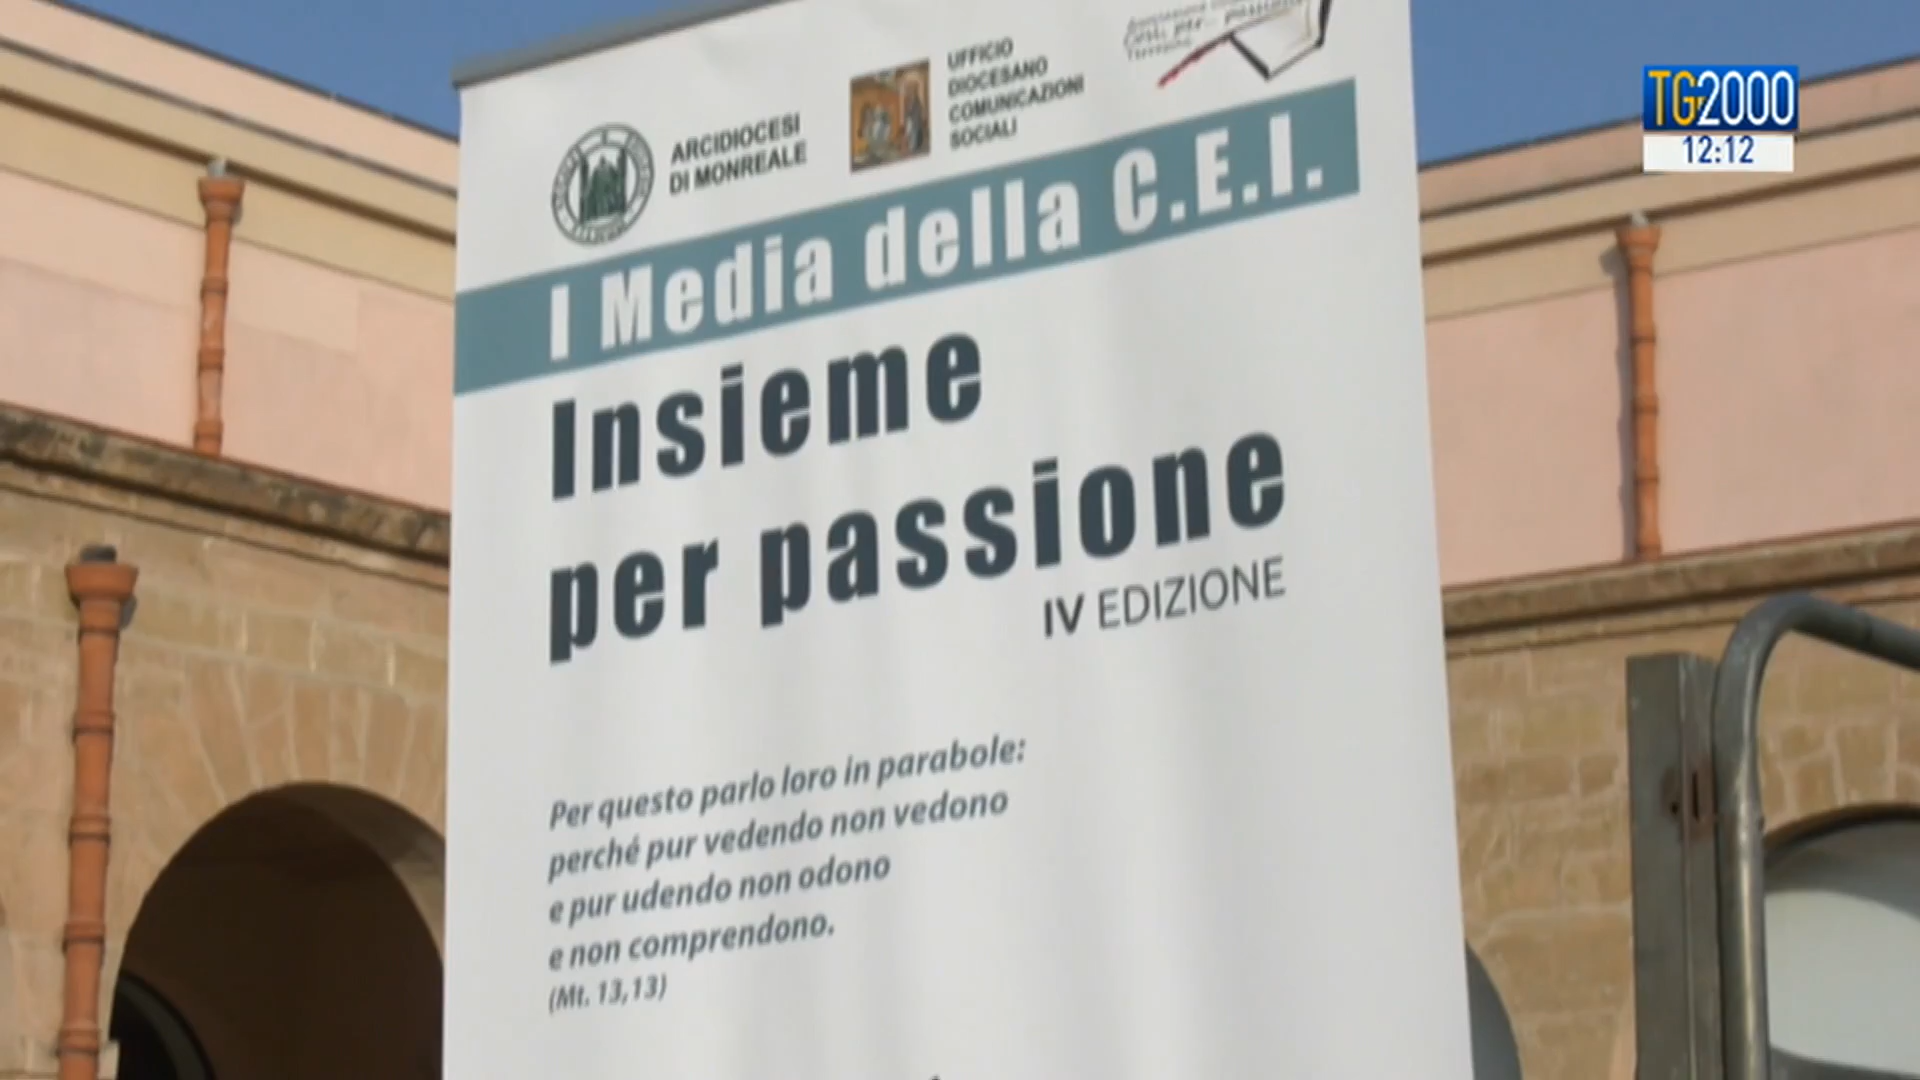 ARCIDIOCESI
DI MONREALE
UFFICIO
DIOCESANO
COMUNICAZIONI
SOCIALI
I Media della C.E.I.
Insieme
per passione
IV EDIZIONE
Per questo parlo loro in parabole:
perché pur vedendo non vedono
e pur udendo non odono
e non comprendono.
(Mt. 13,13)
TG2000
12:12